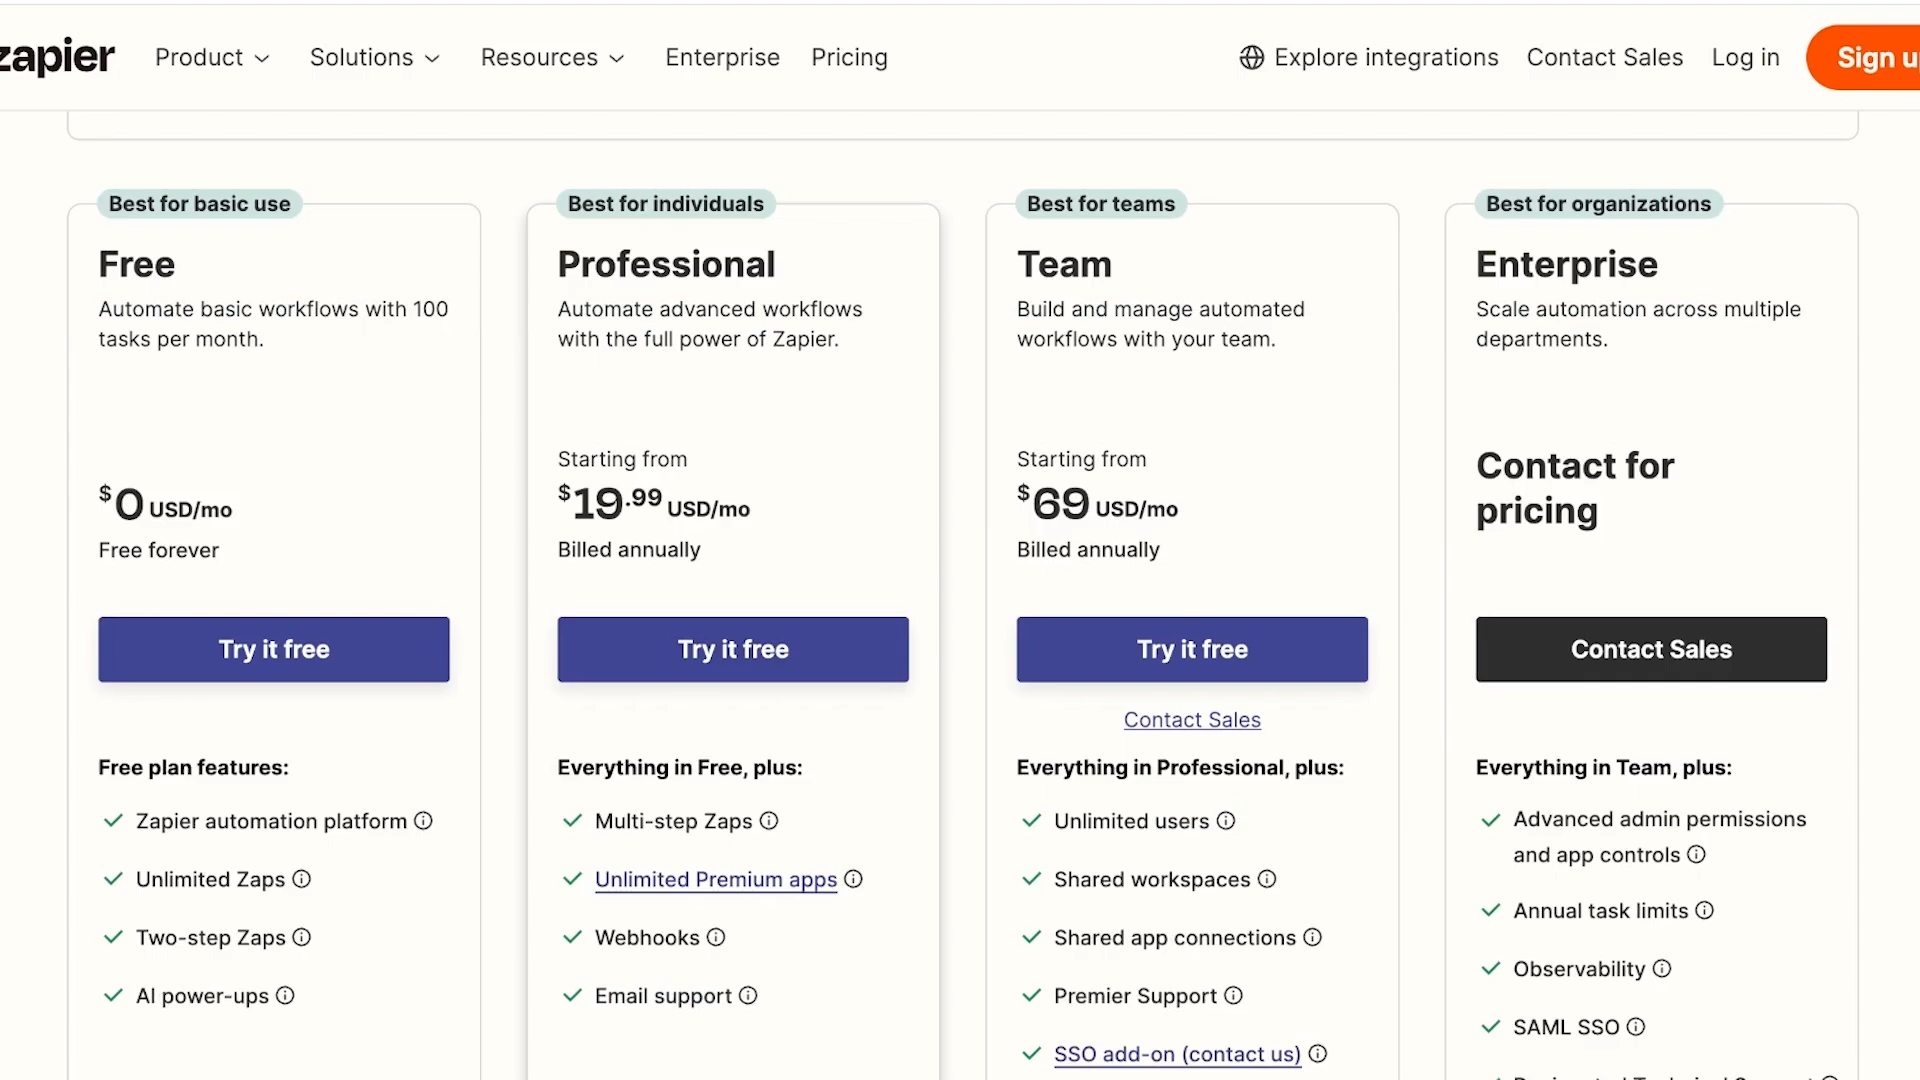 zapier
Product
Solutions
Resources
Enterprise
Pricing
Explore integrations
Contact Sales
Log in
Sign
Best for basic use
Free
Automate basic workflows with 100
tasks per month.
$0 USD/mo
Free forever
Try it free
Free plan features:
Zapier automation platform
Unlimited Zaps
Two-step Zaps
AI power-ups
Best for individuals
Professional
Automate advanced workflows
with the full power of Zapier.
Starting from
$19.99 USD/mo
Billed annually
Try it free
Everything in Free, plus:
Multi-step Zaps
Unlimited Premium apps
Webhooks
Email support
Best for teams
Team
Build and manage automated
workflows with your team.
Starting from
$69 USD/mo
Billed annually
Try it free
Contact Sales
Everything in Professional, plus:
Unlimited users
Shared workspaces
Shared app connections
Premier Support
SSO add-on (contact us)
Best for organizations
Enterprise
Scale automation across multiple
departments.
Contact for
pricing
Contact Sales
Everything in Team, plus:
Advanced admin permissions
and app controls
Annual task limits
Observability
SAML SSO